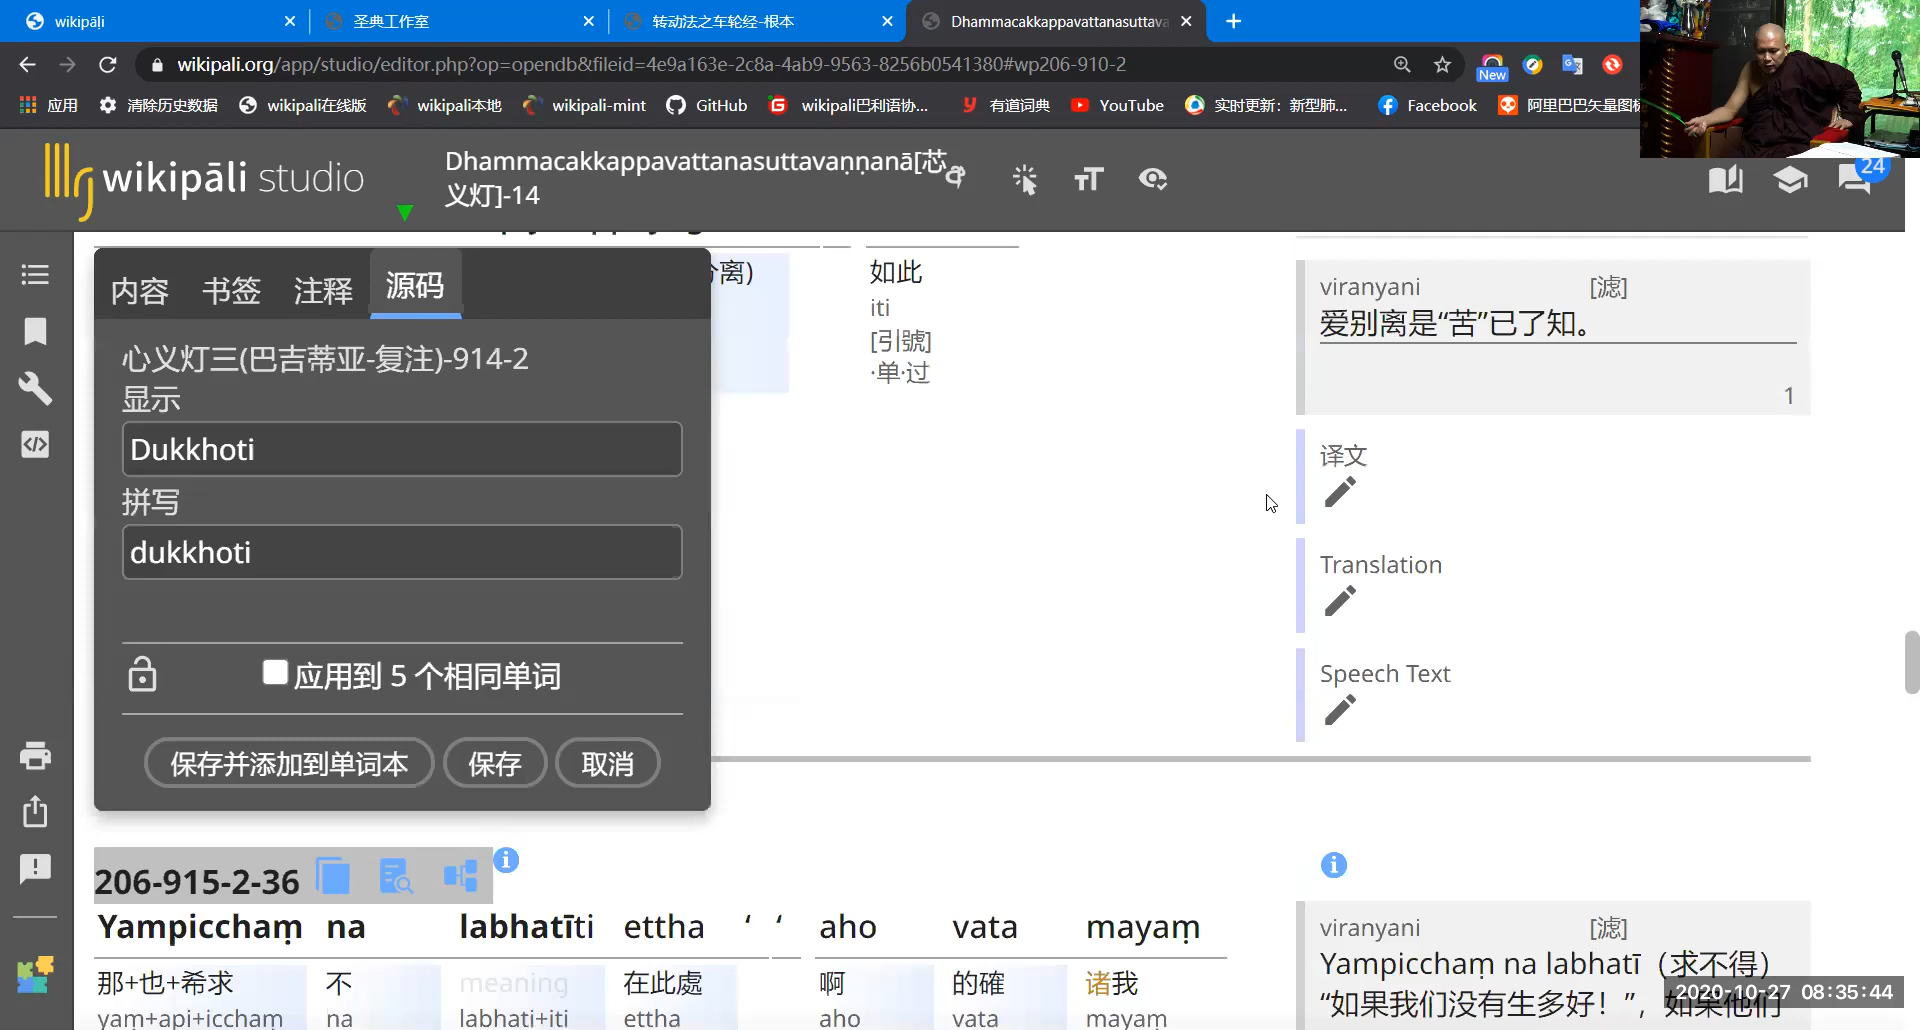 wikipāḷi
圣典工作室
转动法之车轮经-根本
Dhammacakkappavattanasuttava
wikipali.org/app/studio/editor.php?op=opendb&fileid=4e9a163e-2c8a-4ab9-9563-8256b0541380#wp206-910-2
New
应用
清除历史数据
wikipali在线版
wikipali本地
wikipali-mint
GitHub
wikipali巴利语协...
有道词典
YouTube
实时更新：新型肺...
Facebook
阿里巴巴矢量图标
wikipāli studio
Dhammacakkappavattanasuttavaṇṇanā[芯
义灯]-14
24
内容
书签
注释
源码
心义灯三(巴吉蒂亚-复注)-914-2
显示
Dukkhoti
拼写
dukkhoti
应用到 5 个相同单词
保存并添加到单词本
保存
取消
离)
如此
iti
[引號]
·单·过
viranyani
[滤]
爱别离是“苦”已了知。
1
译文
Translation
Speech Text
206-915-2-36
Yampicchaṃ na labhatīti ettha ‘ ‘ aho vata mayaṃ
那+也+希求 不 meaning 在此處 啊 的確 诸我
yaṃ+api+icchaṃ na labhati+iti ettha aho vata mayaṃ
viranyani
[滤]
Yampicchaṃ na labhatī（求不得）
“如果我们没有生多好！”，如果他们
2020-10-27 08:35:44